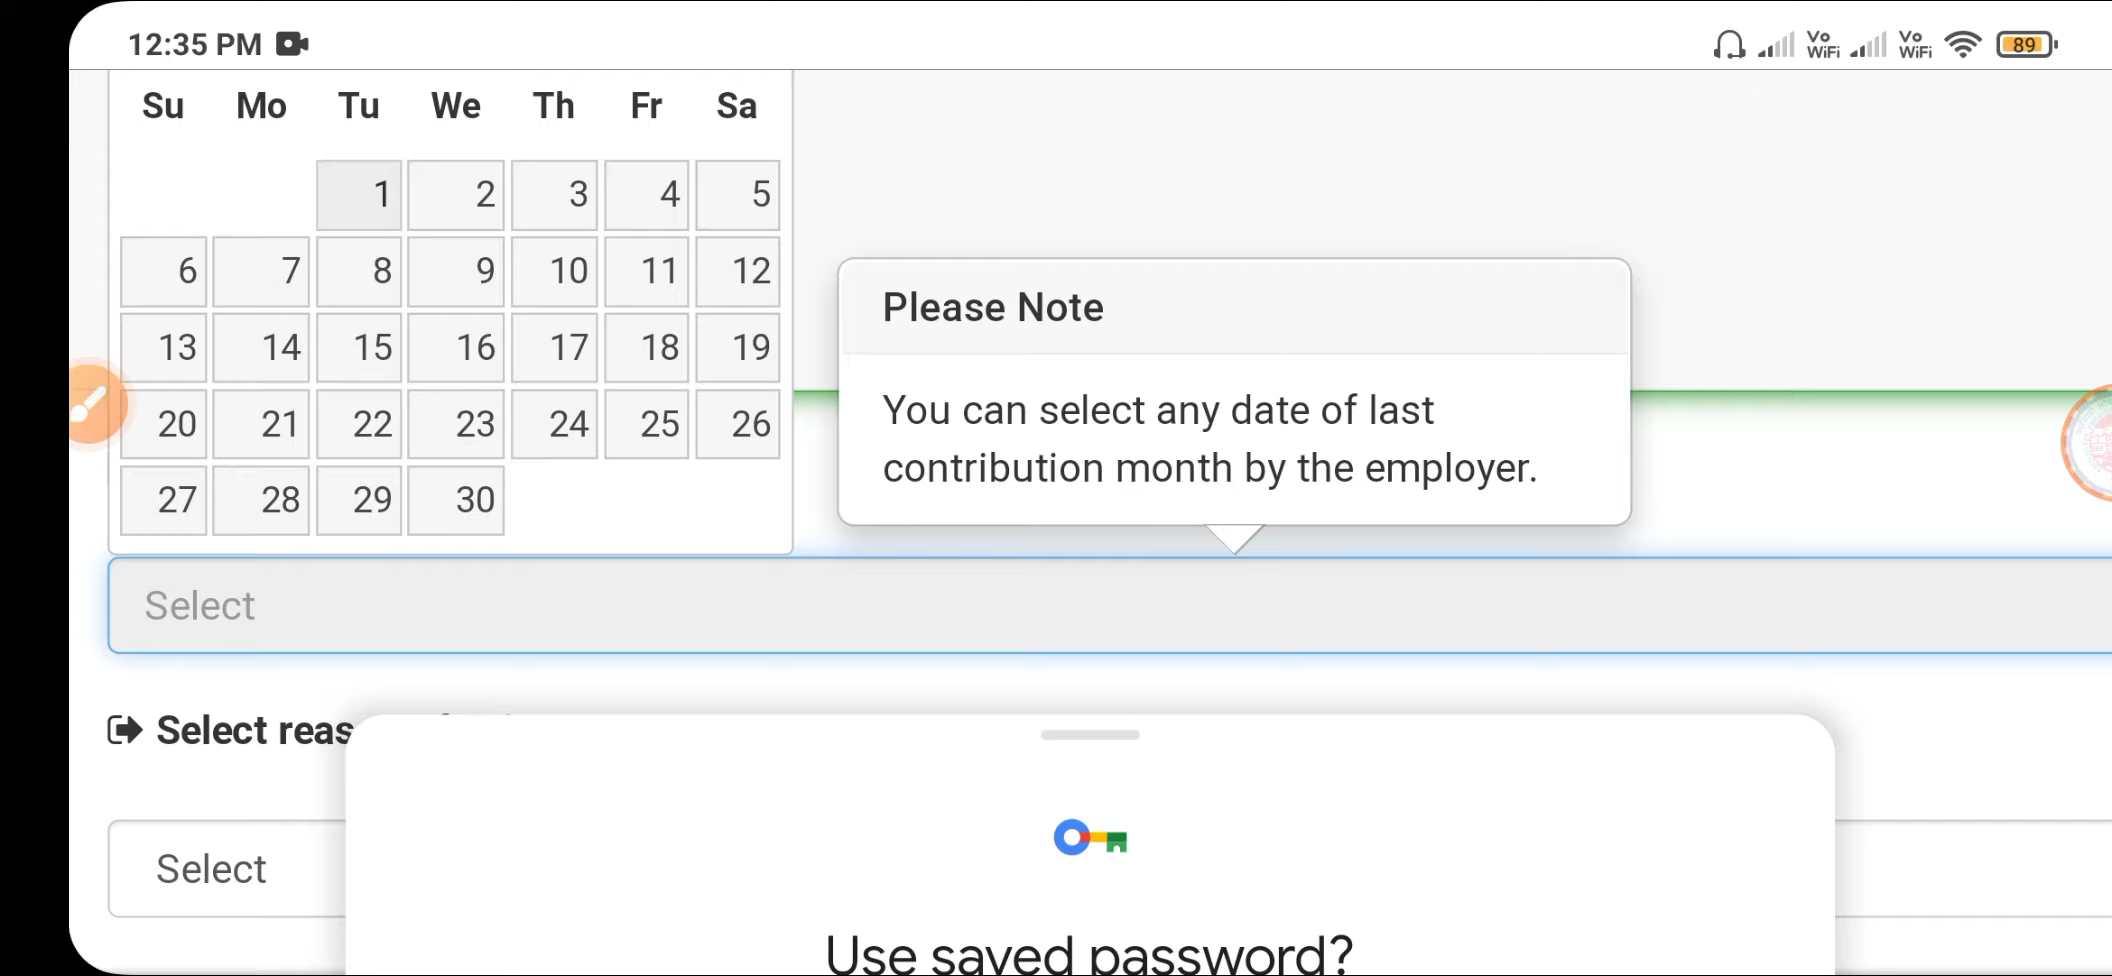 12:35 PM
Vo WiFi Vo WiFi 89
Su Mo Tu We Th Fr Sa
1 2 3 4 5
6 7 8 9 10 11 12
13 14 15 16 17 18 19
20 21 22 23 24 25 26
27 28 29 30
Please Note
You can select any date of last
contribution month by the employer.
Select
Select reas
Select
Use saved password?